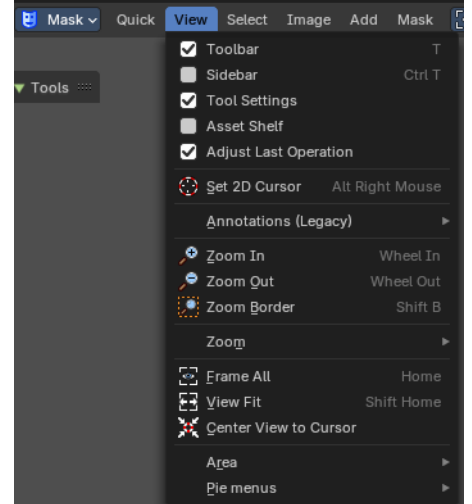 Mask Quick View Select Image Add Mask
Toolbar T
Tools
Sidebar Ctrl T
Tool Settings
Asset Shelf
Adjust Last Operation
Set 2D Cursor Alt Right Mouse
Annotations (Legacy)
Zoom In Wheel In
Zoom Out Wheel Out
Zoom Border Shift B
Zoom
Frame All Home
View Fit Shift Home
Center View to Cursor
Area
Pie menus